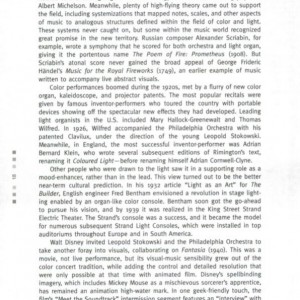 Albert Michelson. Meanwhile, plenty of high-flying theory came out to support
the field, including systematizations that mapped notes, scales, and other aspects
of music to analogous structures defined within the field of color and light.
These systems never caught on, but some within the music world recognized
great promise in the new territory. Russian composer Alexander Scriabin, for
example, wrote a symphony that he scored for both orchestra and light organ,
giving it the portentous name The Poem of Fire: Prometheus (1908). But
Scriabin's atonal score never gained the broad appeal of George Frideric
Händel's Music for the Royal Fireworks (1749), an earlier example of music
written to accompany live abstract visuals.
Color performances boomed during the 1920s, met by a flurry of new color
organ, kaleidoscope, and projector patents. The most popular recitals were
given by famous inventor-performers who toured the country with portable
devices showing off the spectacular new effects they had developed. Leading
light organists in the U.S. included Mary Hallock-Greenewalt and Thomas
Wilfred. In 1926, Wilfred accompanied the Philadelphia Orchestra with his
patented Clavilux, under the direction of the young Leopold Stokowski.
Meanwhile, in England, the most successful inventor-performer was Adrian
Bernard Klein, who wrote several subsequent editions of Rimington's text,
renaming it Coloured Light—before renaming himself Adrian Cornwell-Clyne.
Other people who were drawn to the light saw it in a supporting role as a
mood-enhancer, rather than the lead. This view turned out to be the better
near-term cultural prediction. In his 1932 article "Light as an Art" for The
Builder, English engineer Fred Bentham envisioned a revolution in stage light-
ing enabled by an organ-like color console. Bentham soon got the go-ahead
to pursue his vision, and by 1939 it was realized in the King Street Strand
Electric Theater. The Strand's console was a success, and it became the model
for numerous subsequent Strand Light Consoles, which were installed in top
auditoriums throughout Europe and in South America.
Walt Disney invited Leopold Stokowski and the Philadelphia Orchestra to
take another foray into visuals, collaborating on Fantasia (1940). This was a
movie, not live performance, but its visual-music sensibility grew out of the
color concert tradition, while adding the control and detailed resolution that
were only possible at that time with animated film. Disney's spellbinding
imagery, which includes Mickey Mouse as a mischievous sorcerer's apprentice,
has remained an animation high-water mark. In one geek-friendly touch, the
film's "Meet the Soundtrack" intermission segment features an "interview" with